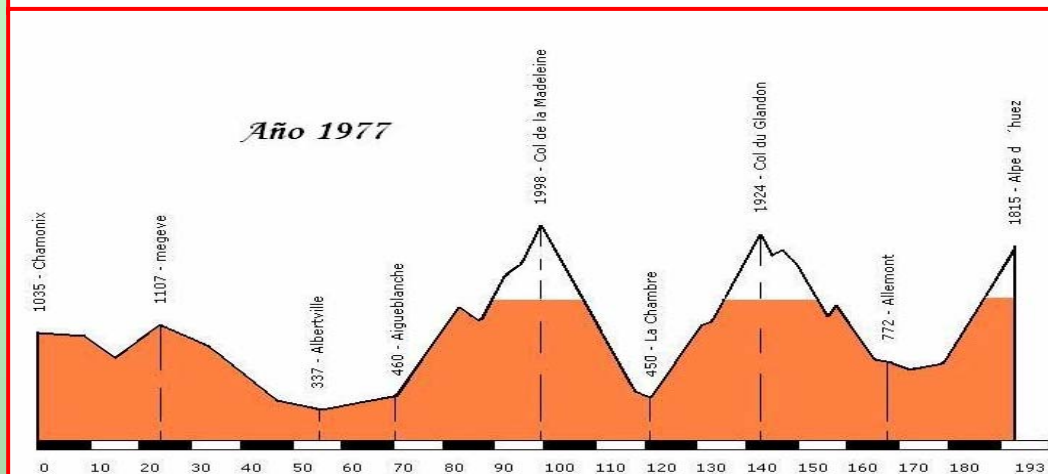 Año 1977
1035 - Chamonix
1107 - megeve
337 - Albertville
460 - Aigueblanche
1998 - Col de la Madeleine
450 - La Chambre
1924 - Col du Glandon
772 - Allemont
1815 - Alpe d ´huez
0 10 20 30 40 50 60 70 80 90 100 110 120 130 140 150 160 170 180 193